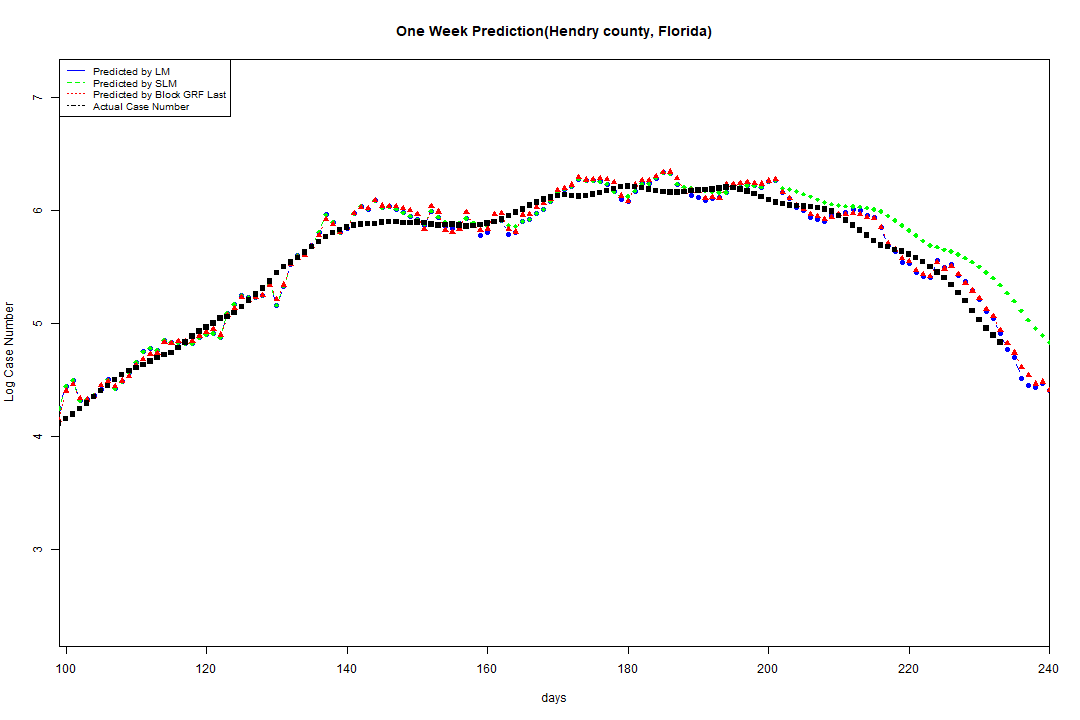 One Week Prediction(Hendry county, Florida)
Predicted by LM
Predicted by SLM
Predicted by Block GRF Last
Actual Case Number
Log Case Number
7
6
5
4
3
100 120 140 160 180 200 220 240
days